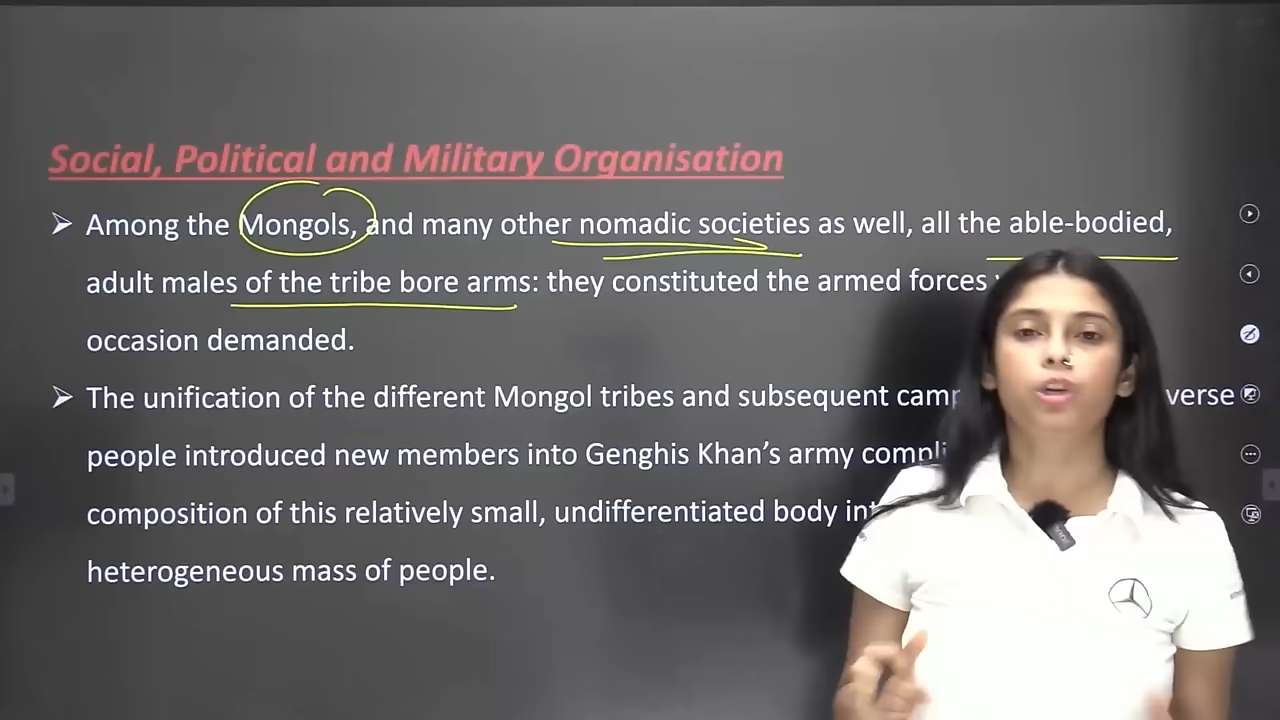 Social, Political and Military Organisation
➢ Among the Mongols, and many other nomadic societies as well, all the able-bodied,
adult males of the tribe bore arms: they constituted the armed forces
occasion demanded.
➢ The unification of the different Mongol tribes and subsequent camp verse
people introduced new members into Genghis Khan's army compli
composition of this relatively small, undifferentiated body int
heterogeneous mass of people.